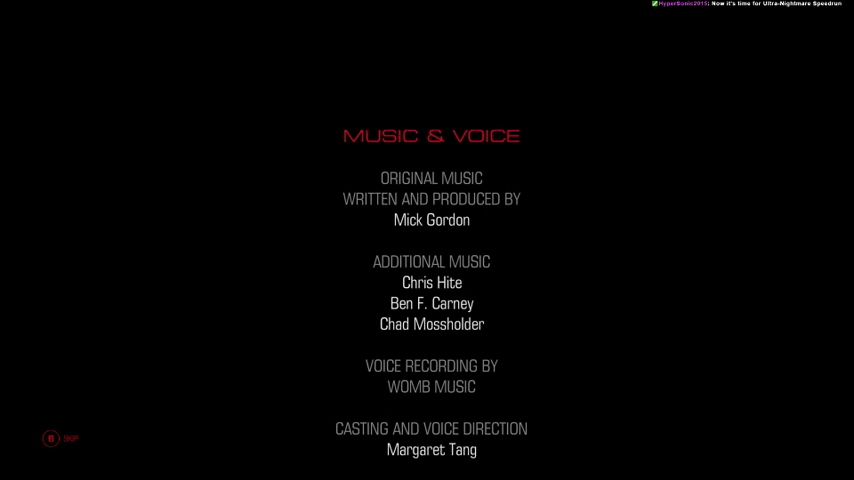 HyperSonic2015: Now it's time for Ultra-Nightmare Speedrun
MUSIC & VOICE
ORIGINAL MUSIC
WRITTEN AND PRODUCED BY
Mick Gordon
ADDITIONAL MUSIC
Chris Hite
Ben F. Carney
Chad Mossholder
VOICE RECORDING BY
WOMB MUSIC
CASTING AND VOICE DIRECTION
Margaret Tang
SKIP